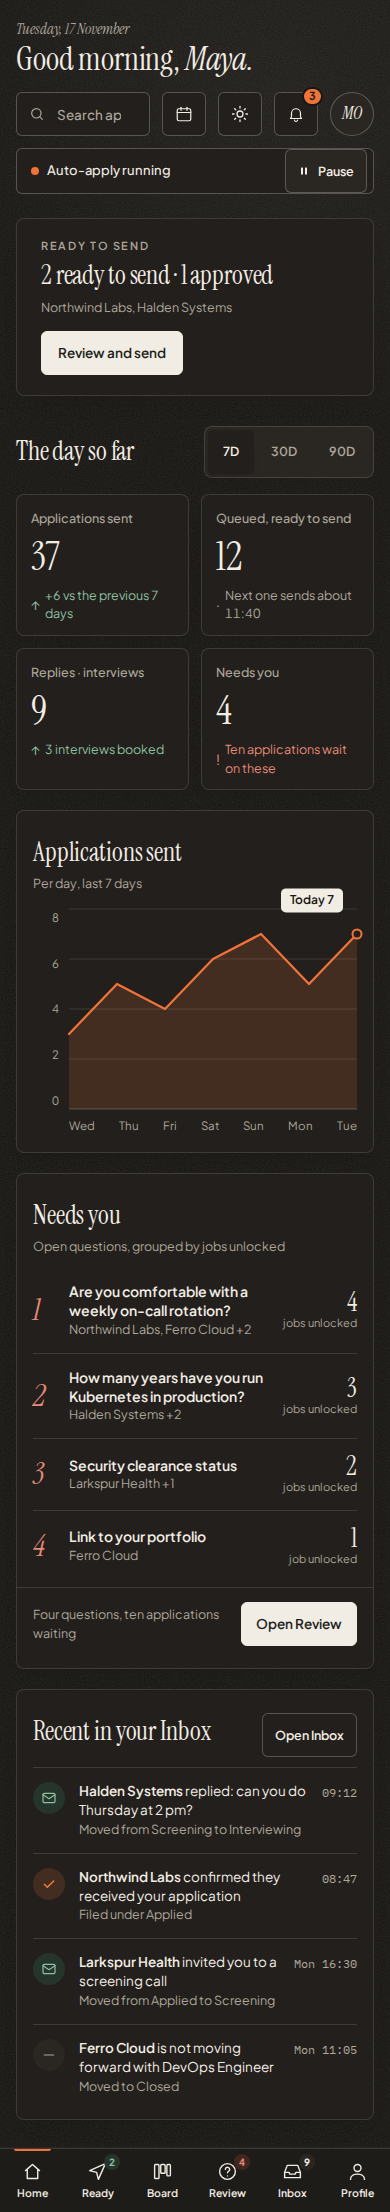 Tuesday, 17 November
Good morning, Maya.
Search ap
3
MO
Auto-apply running
Pause
READY TO SEND
2 ready to send · 1 approved
Northwind Labs, Halden Systems
Review and send
The day so far
7D 30D 90D
Applications sent
37
↑ +6 vs the previous 7
days
Queued, ready to send
12
· Next one sends about
11:40
Replies · interviews
9
↑ 3 interviews booked
Needs you
4
! Ten applications wait
on these
Applications sent
Per day, last 7 days
Today 7
8
6
4
2
0
Wed Thu Fri Sat Sun Mon Tue
Needs you
Open questions, grouped by jobs unlocked
1
Are you comfortable with a
weekly on-call rotation?
Northwind Labs, Ferro Cloud +2
4
jobs unlocked
2
How many years have you run
Kubernetes in production?
Halden Systems +2
3
jobs unlocked
3
Security clearance status
Larkspur Health +1
2
jobs unlocked
4
Link to your portfolio
Ferro Cloud
1
job unlocked
Four questions, ten applications
waiting
Open Review
Recent in your Inbox
Open Inbox
Halden Systems replied: can you do
Thursday at 2 pm?
Moved from Screening to Interviewing
09:12
Northwind Labs confirmed they
received your application
Filed under Applied
08:47
Larkspur Health invited you to a
screening call
Moved from Applied to Screening
Mon 16:30
Ferro Cloud is not moving
forward with DevOps Engineer
Moved to Closed
Mon 11:05
2
4
9
Home Ready Board Review Inbox Profile